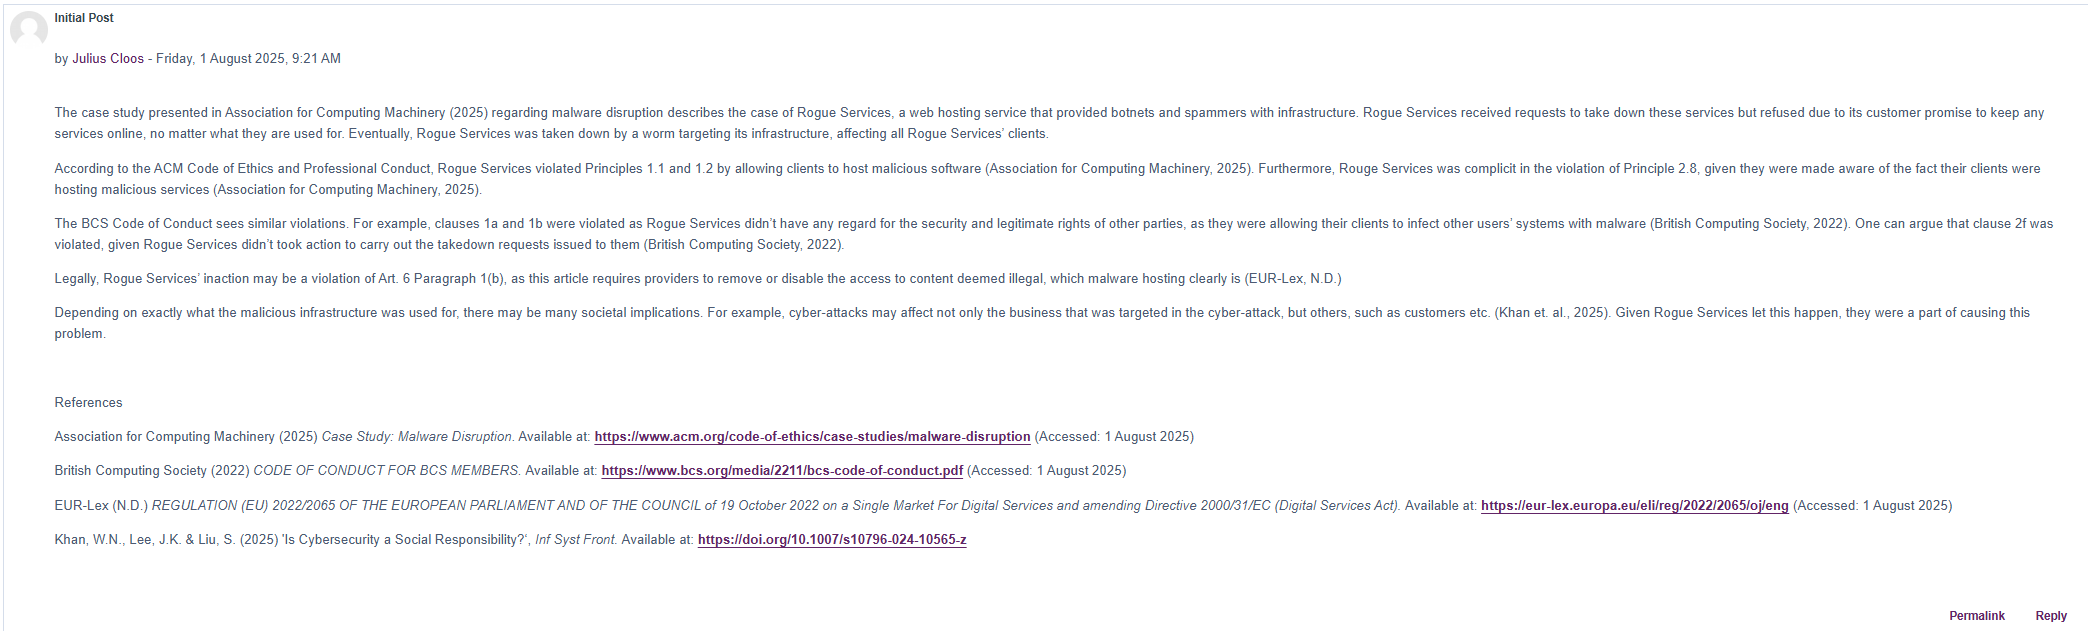 Initial Post
by Julius Cloos - Friday, 1 August 2025, 9:21 AM
The case study presented in Association for Computing Machinery (2025) regarding malware disruption describes the case of Rogue Services, a web hosting service that provided botnets and spammers with infrastructure. Rogue Services received requests to take down these services but refused due to its customer promise to keep any
services online, no matter what they are used for. Eventually, Rogue Services was taken down by a worm targeting its infrastructure, affecting all Rogue Services’ clients.
According to the ACM Code of Ethics and Professional Conduct, Rogue Services violated Principles 1.1 and 1.2 by allowing clients to host malicious software (Association for Computing Machinery, 2025). Furthermore, Rouge Services was complicit in the violation of Principle 2.8, given they were made aware of the fact their clients were
hosting malicious services (Association for Computing Machinery, 2025).
The BCS Code of Conduct sees similar violations. For example, clauses 1a and 1b were violated as Rogue Services didn’t have any regard for the security and legitimate rights of other parties, as they were allowing their clients to infect other users’ systems with malware (British Computing Society, 2022). One can argue that clause 2f was
violated, given Rogue Services didn’t took action to carry out the takedown requests issued to them (British Computing Society, 2022).
Legally, Rogue Services’ inaction may be a violation of Art. 6 Paragraph 1(b), as this article requires providers to remove or disable the access to content deemed illegal, which malware hosting clearly is (EUR-Lex, N.D.)
Depending on exactly what the malicious infrastructure was used for, there may be many societal implications. For example, cyber-attacks may affect not only the business that was targeted in the cyber-attack, but others, such as customers etc. (Khan et. al., 2025). Given Rogue Services let this happen, they were a part of causing this
problem.
References
Association for Computing Machinery (2025) Case Study: Malware Disruption. Available at: https://www.acm.org/code-of-ethics/case-studies/malware-disruption (Accessed: 1 August 2025)
British Computing Society (2022) CODE OF CONDUCT FOR BCS MEMBERS. Available at: https://www.bcs.org/media/2211/bcs-code-of-conduct.pdf (Accessed: 1 August 2025)
EUR-Lex (N.D.) REGULATION (EU) 2022/2065 OF THE EUROPEAN PARLIAMENT AND OF THE COUNCIL of 19 October 2022 on a Single Market For Digital Services and amending Directive 2000/31/EC (Digital Services Act). Available at: https://eur-lex.europa.eu/eli/reg/2022/2065/oj/eng (Accessed: 1 August 2025)
Khan, W.N., Lee, J.K. & Liu, S. (2025) 'Is Cybersecurity a Social Responsibility?‘, Inf Syst Front. Available at: https://doi.org/10.1007/s10796-024-10565-z
Permalink Reply